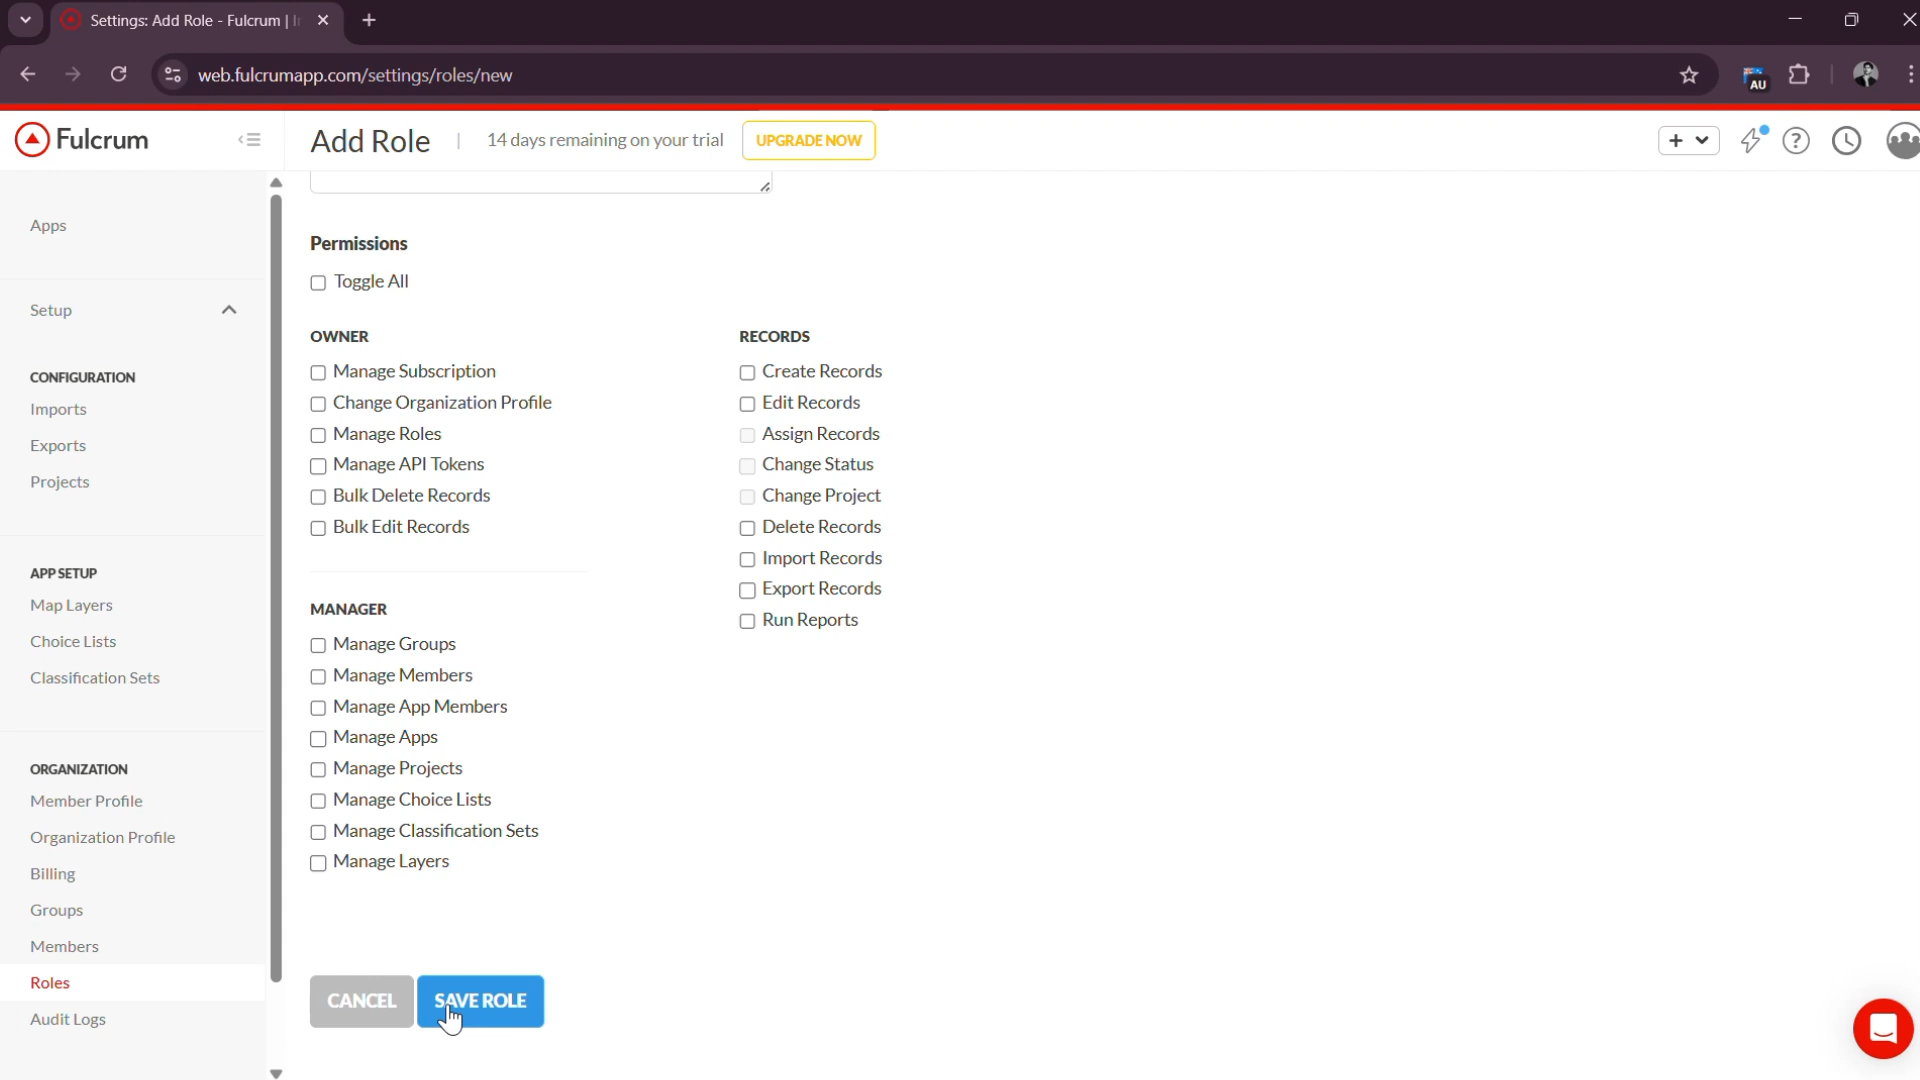 Settings: Add Role - Fulcrum | I
web.fulcrumapp.com/settings/roles/new
AU
Fulcrum
Add Role
14 days remaining on your trial
UPGRADE NOW
Apps
Setup
CONFIGURATION
Imports
Exports
Projects
APP SETUP
Map Layers
Choice Lists
Classification Sets
ORGANIZATION
Member Profile
Organization Profile
Billing
Groups
Members
Roles
Audit Logs
Permissions
Toggle All
OWNER
Manage Subscription
Change Organization Profile
Manage Roles
Manage API Tokens
Bulk Delete Records
Bulk Edit Records
MANAGER
Manage Groups
Manage Members
Manage App Members
Manage Apps
Manage Projects
Manage Choice Lists
Manage Classification Sets
Manage Layers
RECORDS
Create Records
Edit Records
Assign Records
Change Status
Change Project
Delete Records
Import Records
Export Records
Run Reports
CANCEL
SAVE ROLE